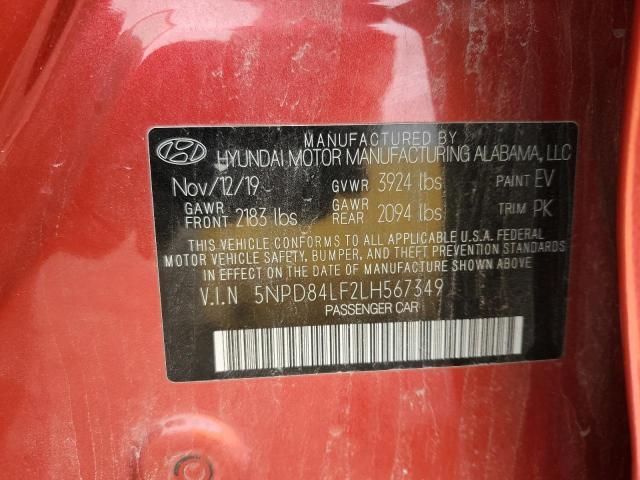 MANUFACTURED BY
HYUNDAI MOTOR MANUFACTURING ALABAMA, LLC
Nov/12/19 GVWR 3924 lbs PAINT EV
GAWR FRONT 2183 lbs GAWR REAR 2094 lbs TRIM PK
THIS VEHICLE CONFORMS TO ALL APPLICABLE U.S.A. FEDERAL
MOTOR VEHICLE SAFETY, BUMPER, AND THEFT PREVENTION STANDARDS
IN EFFECT ON THE DATE OF MANUFACTURE SHOWN ABOVE.
V.I.N 5NPD84LF2LH567349
PASSENGER CAR